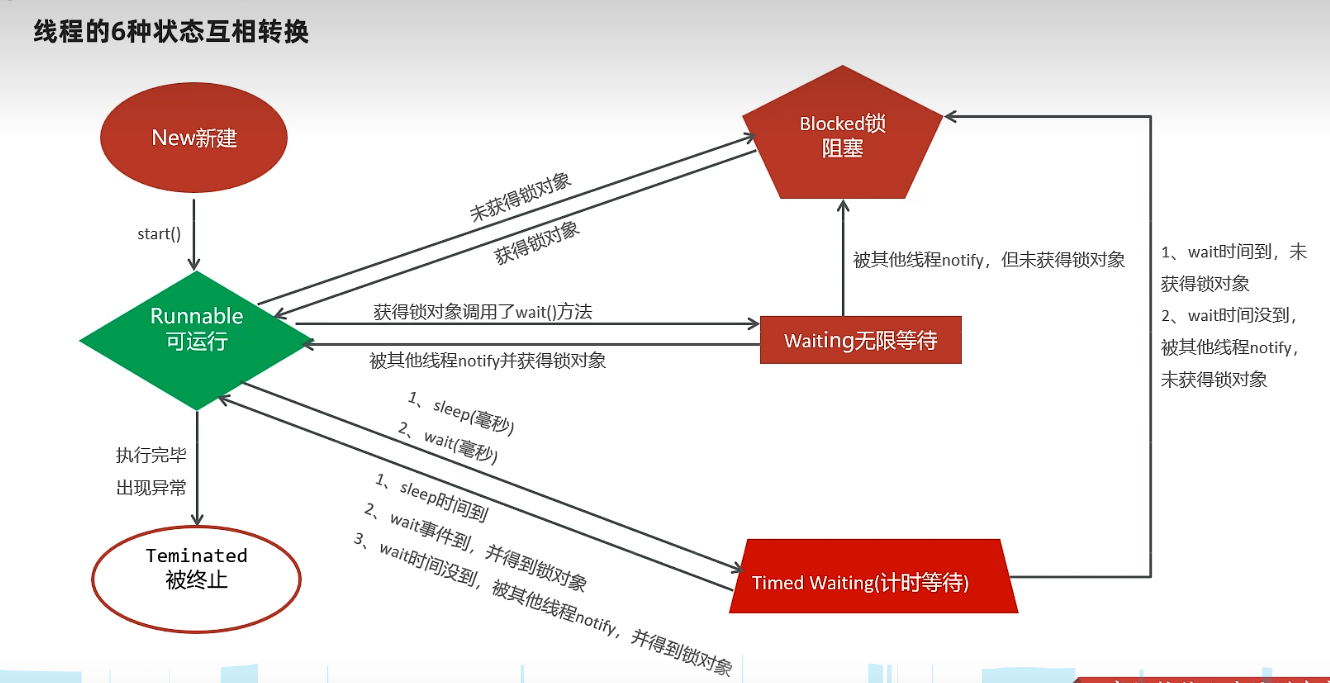 线程的6种状态互相转换
New新建
start()
Runnable
可运行
执行完毕
出现异常
Teminated
被终止
未获得锁对象
获得锁对象
获得锁对象调用了wait()方法
被其他线程notify并获得锁对象
1、sleep(毫秒)
2、wait(毫秒)
1、sleep时间到
2、wait事件到，并得到锁对象
3、wait时间没到，被其他线程notify，并得到锁对象
Blocked锁
阻塞
被其他线程notify，但未获得锁对象
Waiting无限等待
Timed Waiting(计时等待)
1、wait时间到，未
获得锁对象
2、wait时间没到，
被其他线程notify，
未获得锁对象